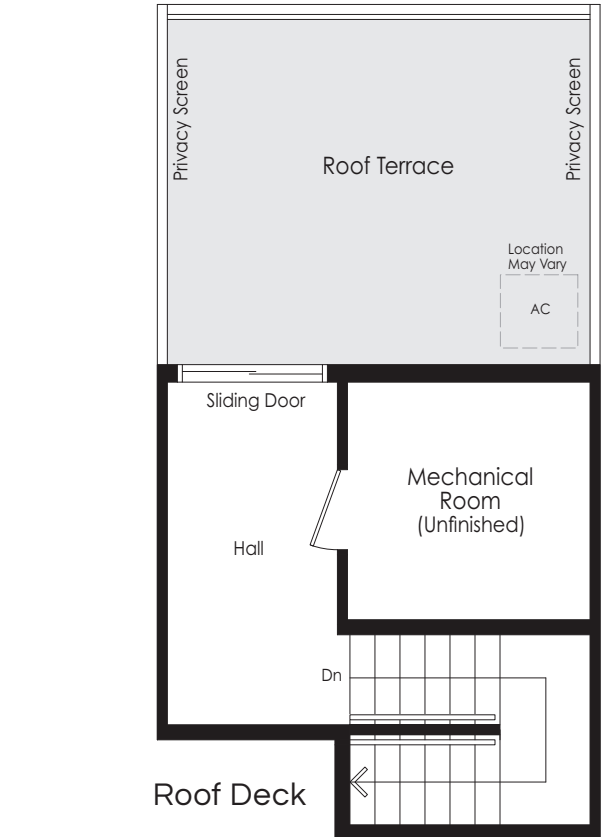 Privacy Screen
Privacy Screen
Roof Terrace
Location
May Vary
AC
Sliding Door
Mechanical
Room
(Unfinished)
Hall
Dn
Roof Deck